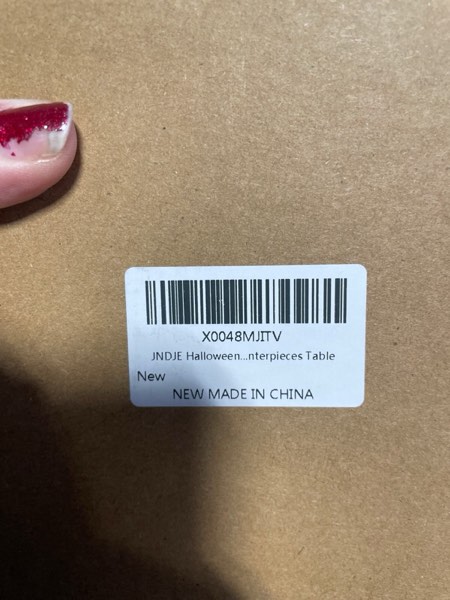 X0048MJITV
JNDJE Halloween...nterpieces Table
New
NEW MADE IN CHINA